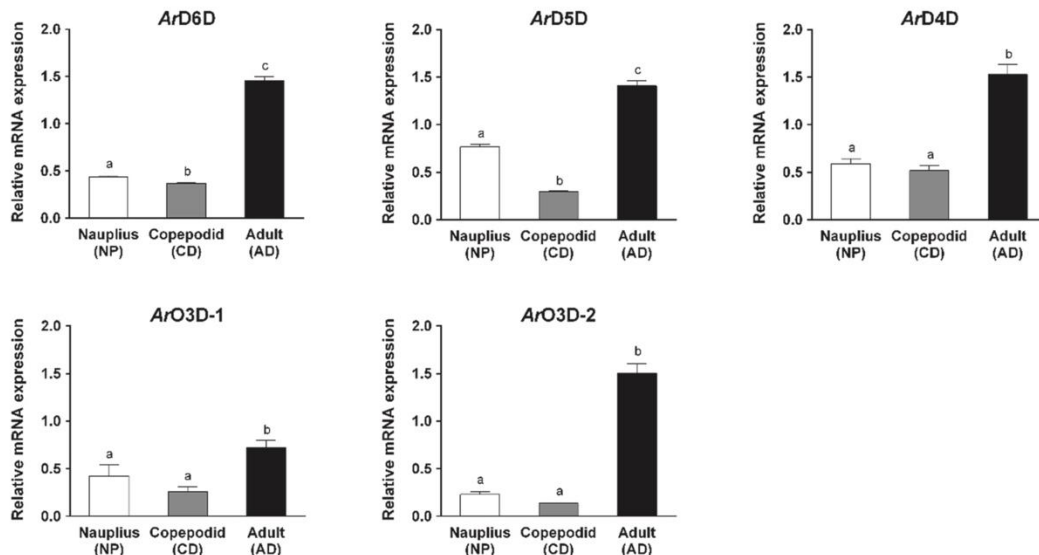 ArD6D
Relative mRNA expression
2.0
1.5
1.0
0.5
0.0
a
b
c
Nauplius (NP)
Copepodid (CD)
Adult (AD)
ArD5D
Relative mRNA expression
2.0
1.5
1.0
0.5
0.0
a
b
c
Nauplius (NP)
Copepodid (CD)
Adult (AD)
ArD4D
Relative mRNA expression
2.0
1.5
1.0
0.5
0.0
a
a
b
Nauplius (NP)
Copepodid (CD)
Adult (AD)
ArO3D-1
Relative mRNA expression
2.0
1.5
1.0
0.5
0.0
a
a
b
Nauplius (NP)
Copepodid (CD)
Adult (AD)
ArO3D-2
Relative mRNA expression
2.0
1.5
1.0
0.5
0.0
a
a
b
Nauplius (NP)
Copepodid (CD)
Adult (AD)